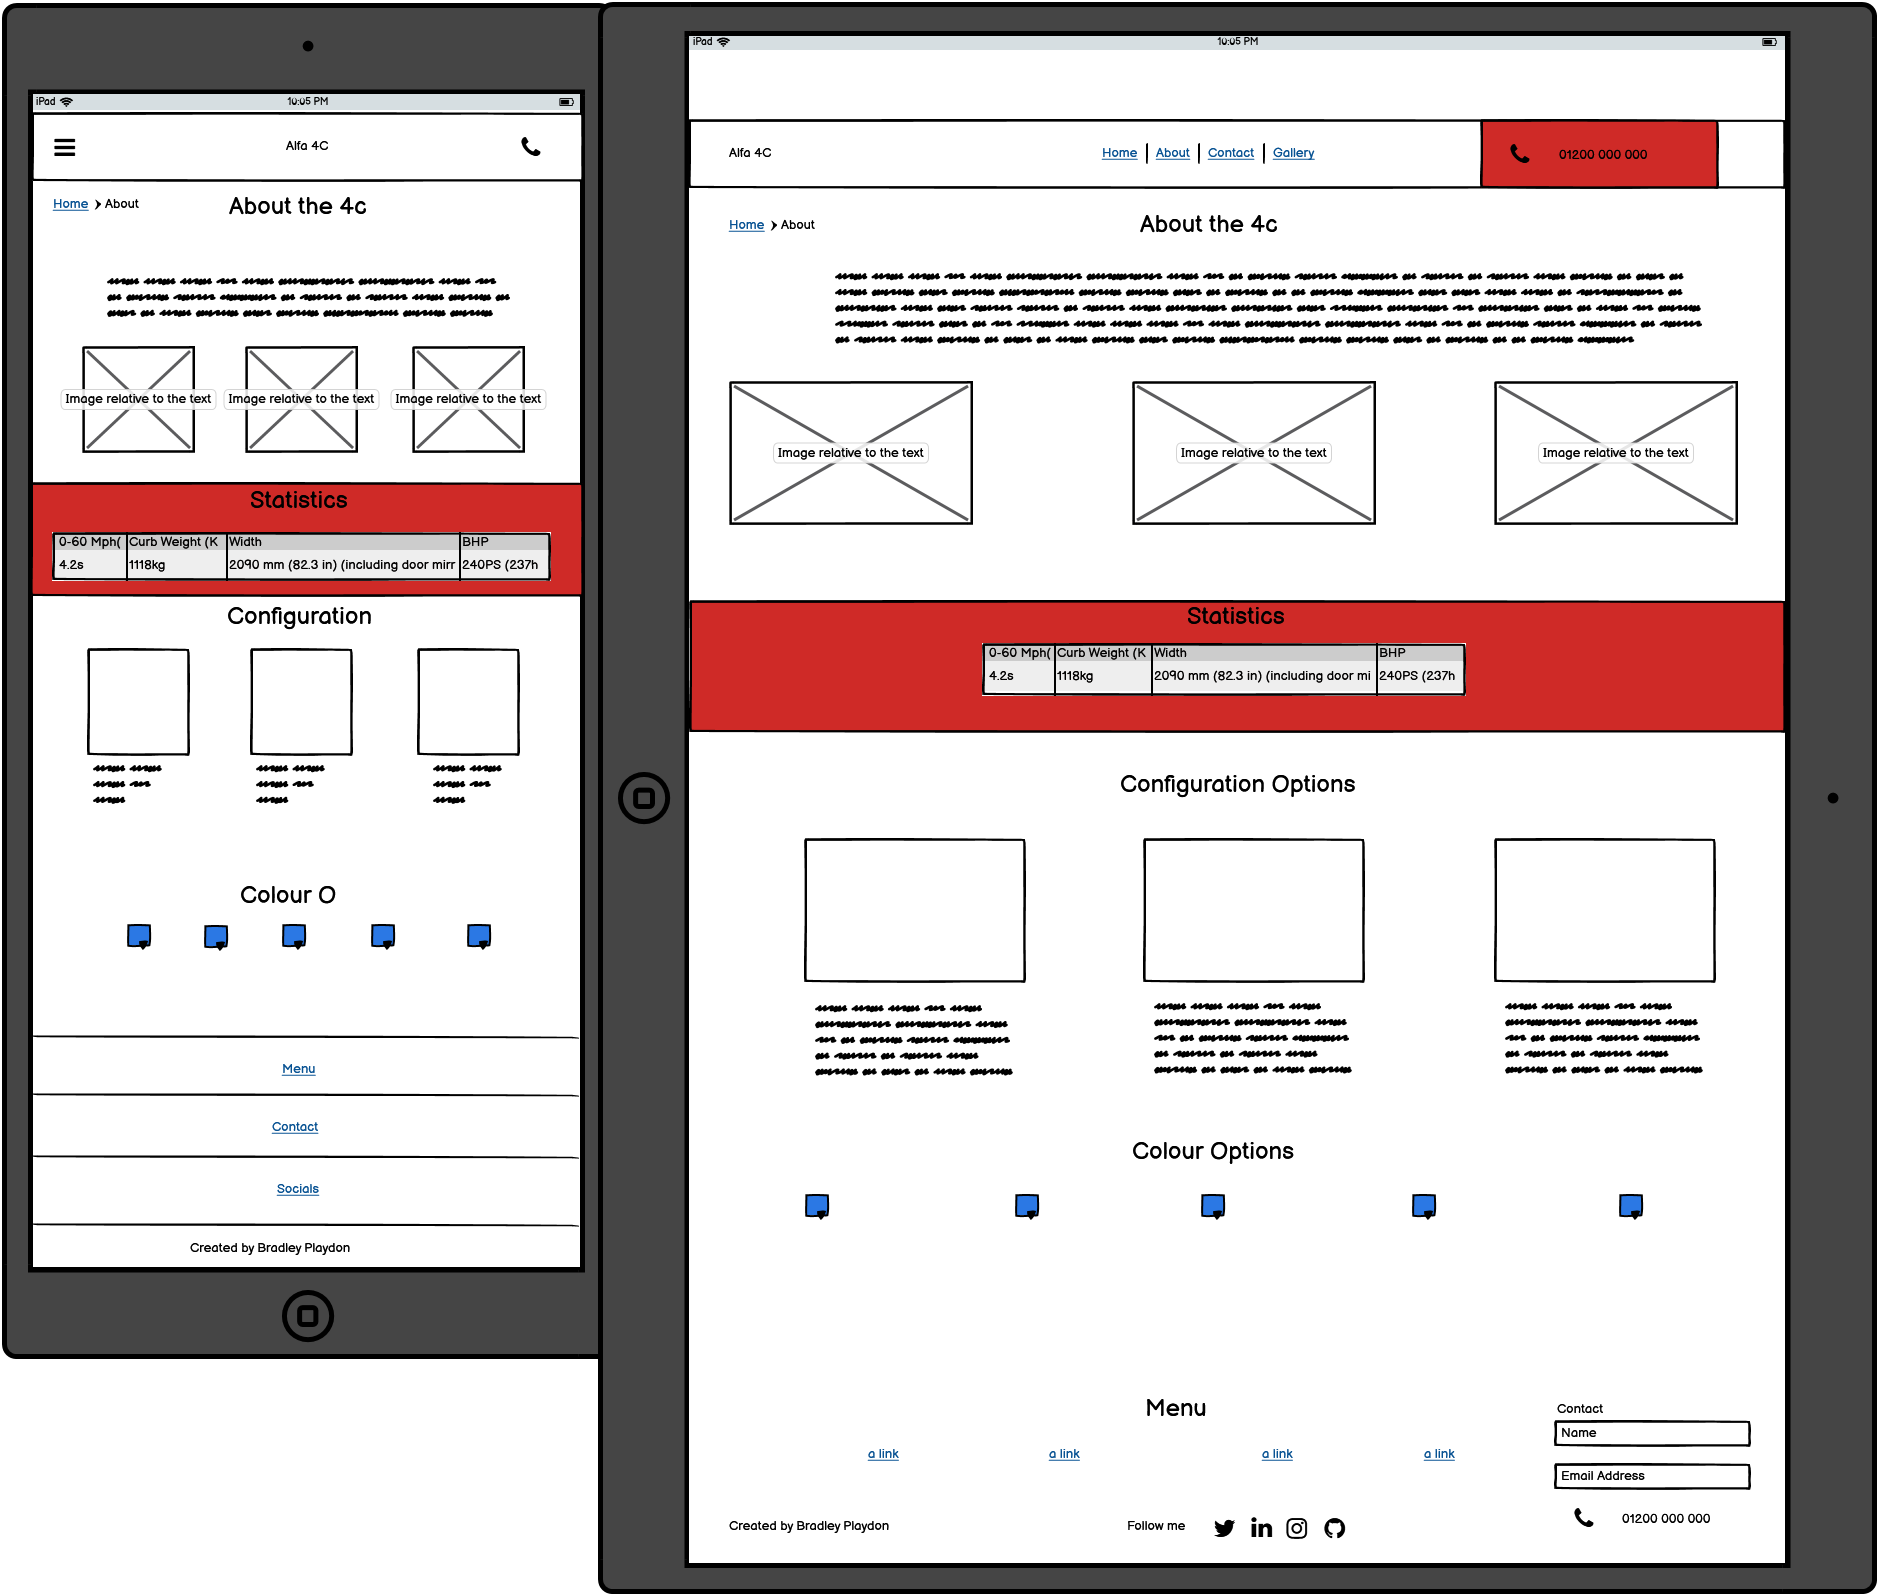 iPad
10:05 PM
Alfa 4C
Home
About
About the 4c
Image relative to the text
Image relative to the text
Image relative to the text
Statistics
0-60 Mph( Curb Weight (K Width BHP
4.2s 1118kg 2090 mm (82.3 in) (including door mirr 240PS (237h
Configuration
Colour O
Menu
Contact
Socials
Created by Bradley Playdon
iPad
10:05 PM
Alfa 4C
Home
About
Contact
Gallery
01200 000 000
Home
About
About the 4c
Image relative to the text
Image relative to the text
Image relative to the text
Statistics
0-60 Mph( Curb Weight (K Width BHP
4.2s 1118kg 2090 mm (82.3 in) (including door mi 240PS (237h
Configuration Options
Colour Options
Menu
a link
a link
a link
a link
Contact
Name
Email Address
01200 000 000
Created by Bradley Playdon
Follow me